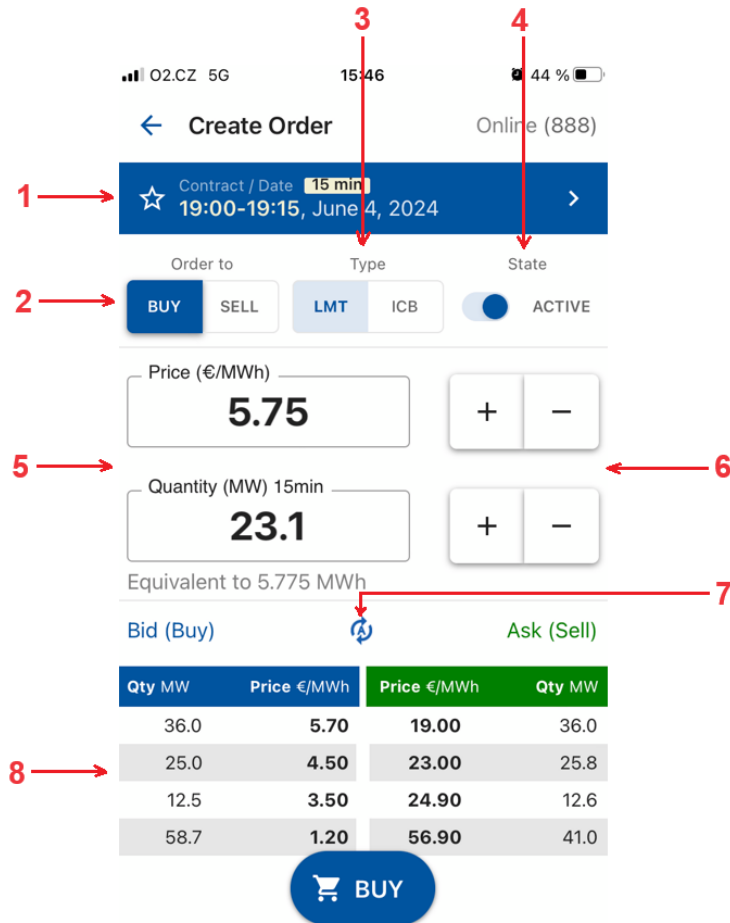 3 4
O2.CZ 5G 15:46 44 %
Create Order Online (888)
1
Contract / Date 15 min
19:00-19:15, June 4, 2024
Order to Type State
2
BUY SELL LMT ICB ACTIVE
Price (€/MWh)
5.75 + −
5 6
Quantity (MW) 15min
23.1 + −
Equivalent to 5.775 MWh
7
Bid (Buy) A Ask (Sell)
Qty MW Price €/MWh Price €/MWh Qty MW
36.0 5.70 19.00 36.0
8
25.0 4.50 23.00 25.8
12.5 3.50 24.90 12.6
58.7 1.20 56.90 41.0
BUY